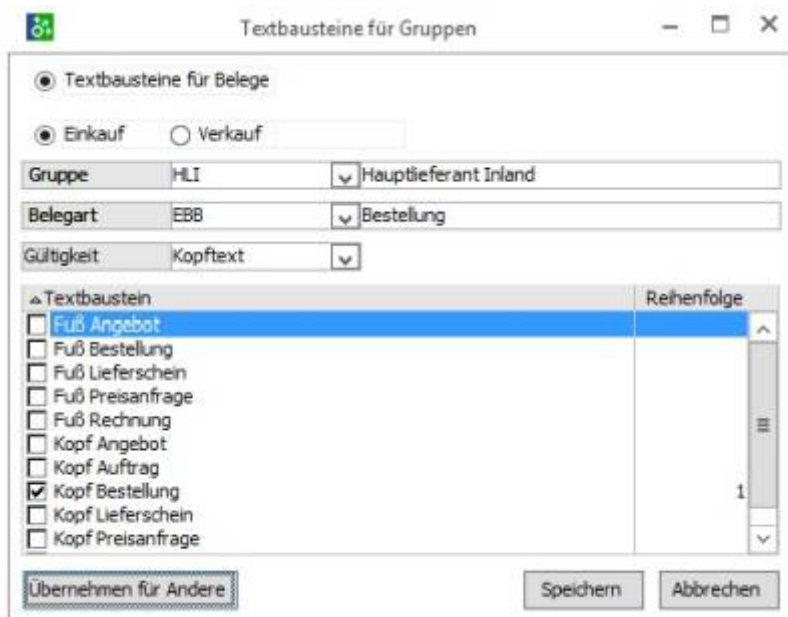 Textbausteine für Gruppen
Textbausteine für Belege
Einkauf Verkauf
Gruppe HLI Hauptlieferant Inland
Belegart EBB Bestellung
Gültigkeit Kopftext
Textbaustein Reihenfolge
Fuß Angebot
Fuß Bestellung
Fuß Lieferschein
Fuß Preisanfrage
Fuß Rechnung
Kopf Angebot
Kopf Auftrag
Kopf Bestellung 1
Kopf Lieferschein
Kopf Preisanfrage
Übernehmen für Andere Speichern Abbrechen